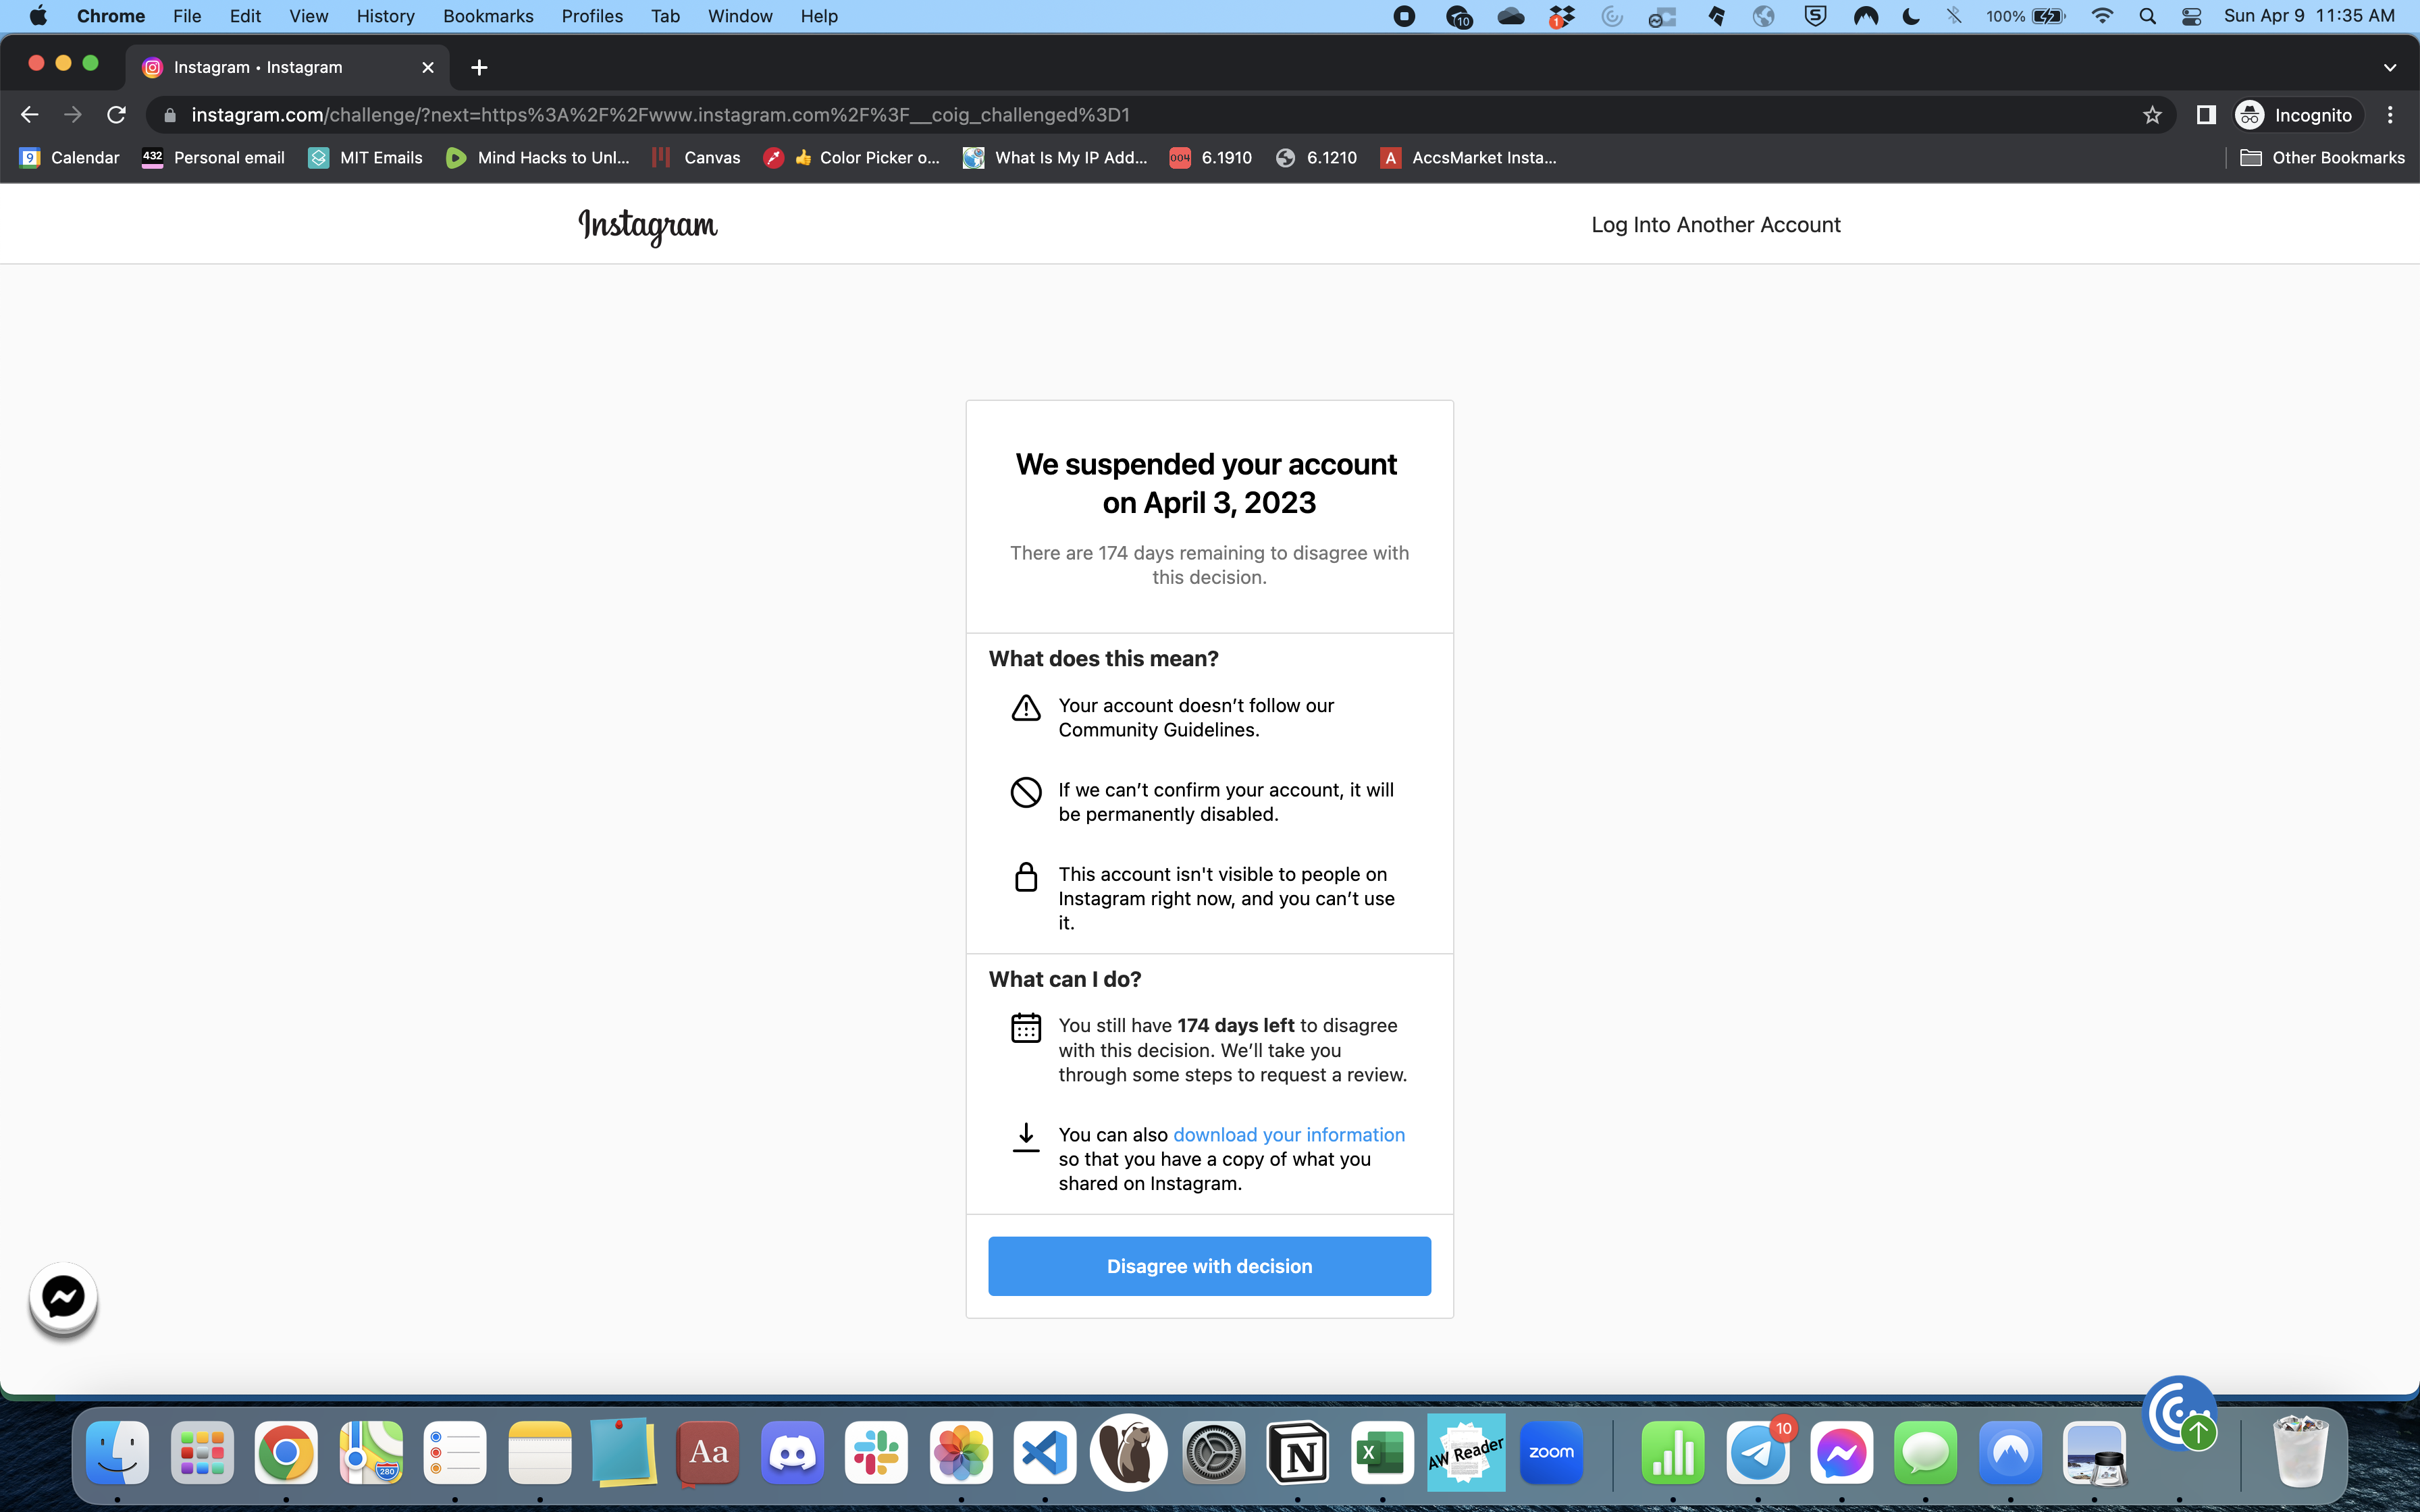 Chrome File Edit View History Bookmarks Profiles Tab Window Help
10 1 100% Sun Apr 9 11:35 AM
Instagram • Instagram
instagram.com/challenge/?next=https%3A%2F%2Fwww.instagram.com%2F%3F__coig_challenged%3D1 Incognito
9 Calendar 432 Personal email MIT Emails Mind Hacks to Unl... Canvas 👍 Color Picker o... What Is My IP Add... 004 6.1910 6.1210 A AccsMarket Insta... Other Bookmarks
Instagram Log Into Another Account
We suspended your account
on April 3, 2023
There are 174 days remaining to disagree with
this decision.
What does this mean?
Your account doesn’t follow our
Community Guidelines.
If we can’t confirm your account, it will
be permanently disabled.
This account isn't visible to people on
Instagram right now, and you can’t use
it.
What can I do?
You still have 174 days left to disagree
with this decision. We’ll take you
through some steps to request a review.
You can also download your information
so that you have a copy of what you
shared on Instagram.
Disagree with decision
280 Aa N X AW Reader zoom 10